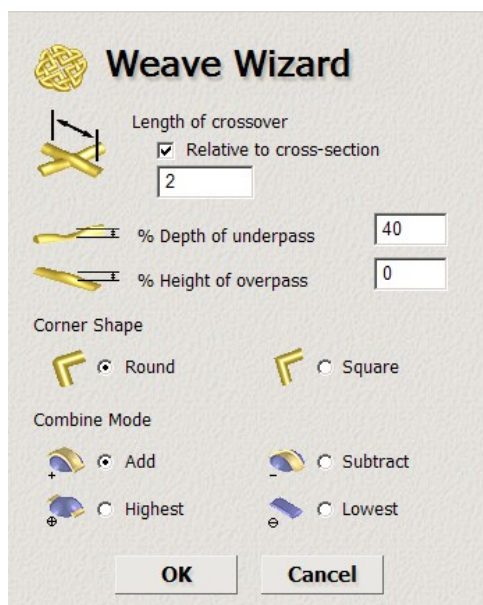 Weave Wizard
Length of crossover
Relative to cross-section
2
% Depth of underpass 40
% Height of overpass 0
Corner Shape
Round Square
Combine Mode
Add Subtract
Highest Lowest
OK Cancel